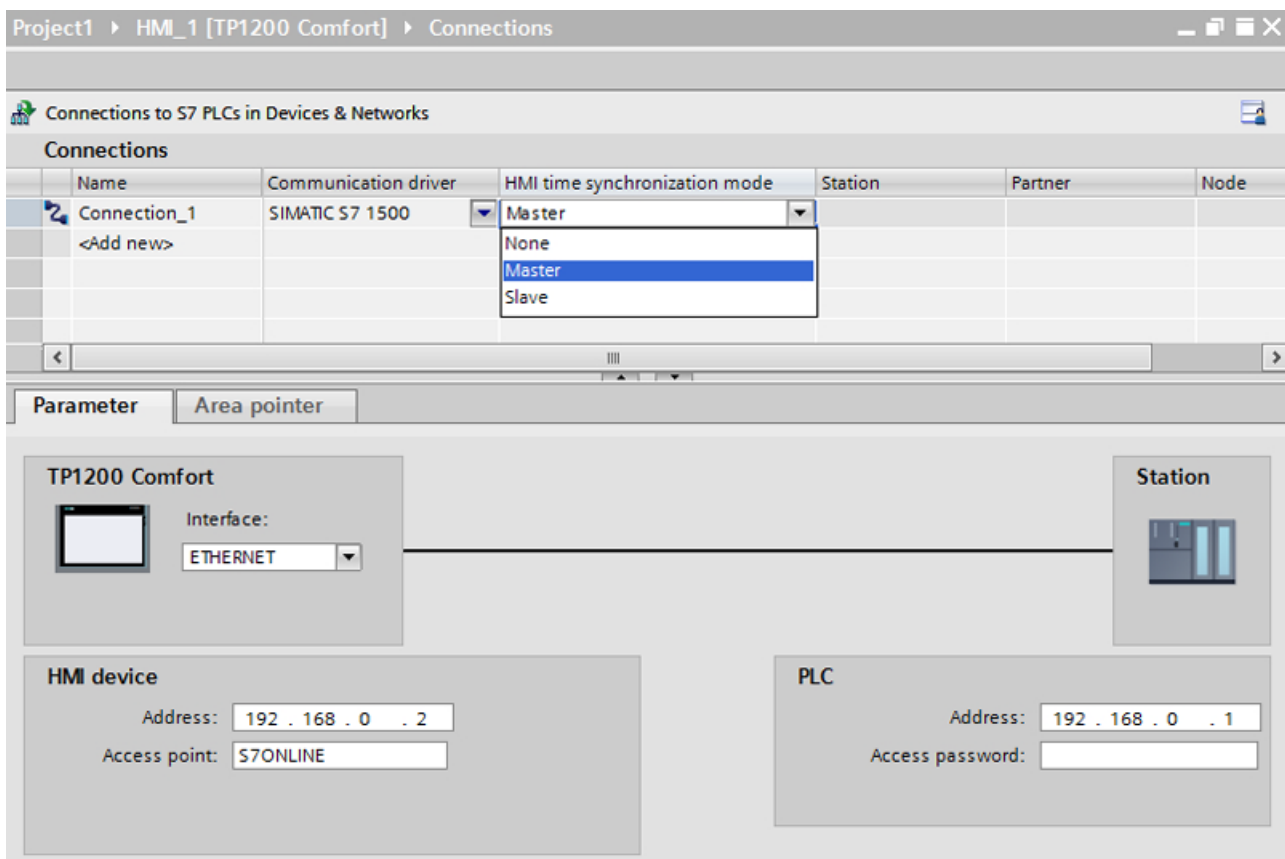 Project1 ▸ HMI_1 [TP1200 Comfort] ▸ Connections
Connections to S7 PLCs in Devices & Networks
Connections
Name Communication driver HMI time synchronization mode Station Partner Node
Connection_1 SIMATIC S7 1500 Master
<Add new> None
Master
Slave
Parameter Area pointer
TP1200 Comfort Station
Interface:
ETHERNET
HMI device PLC
Address: 192 . 168 . 0 . 2 Address: 192 . 168 . 0 . 1
Access point: S7ONLINE Access password: